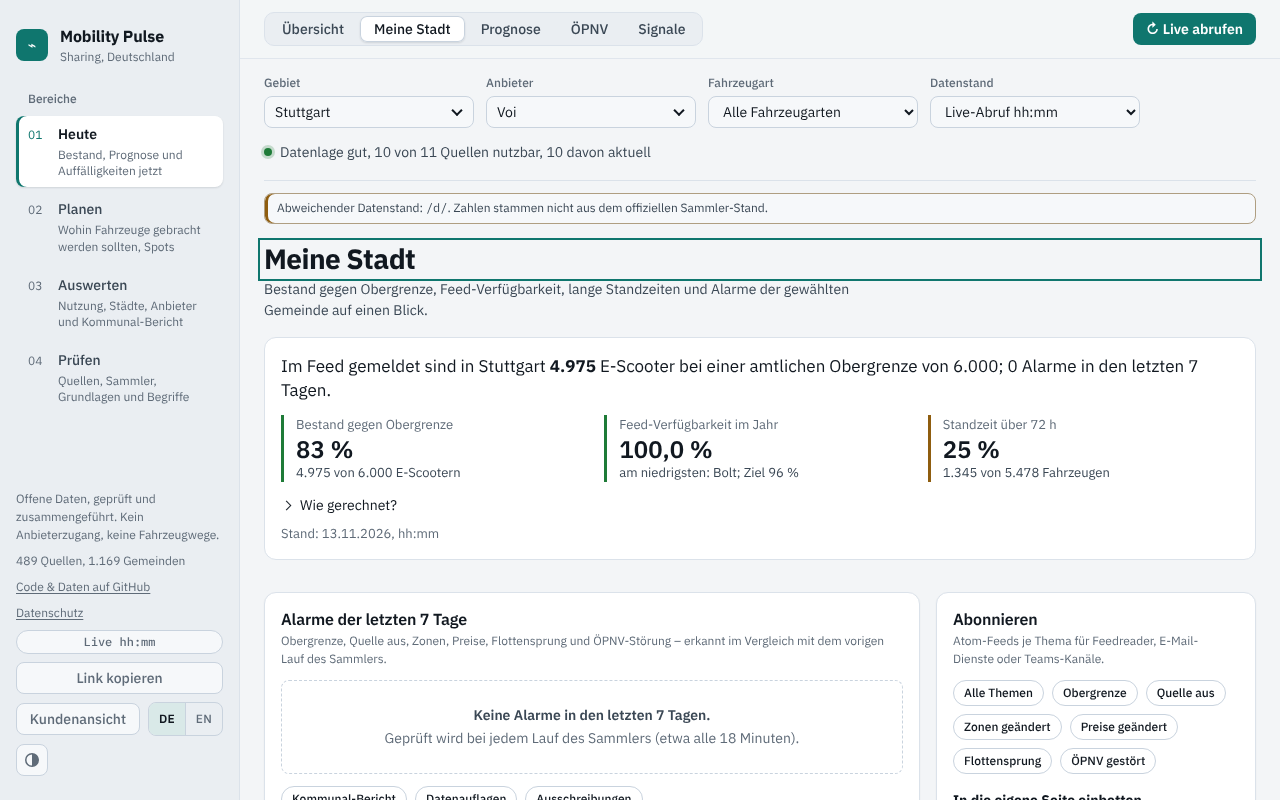 Mobility Pulse
Sharing, Deutschland
Bereiche
01 Heute
Bestand, Prognose und
Auffälligkeiten jetzt
02 Planen
Wohin Fahrzeuge gebracht
werden sollten, Spots
03 Auswerten
Nutzung, Städte, Anbieter
und Kommunal-Bericht
04 Prüfen
Quellen, Sammler,
Grundlagen und Begriffe
Offene Daten, geprüft und
zusammengeführt. Kein
Anbieterzugang, keine Fahrzeugwege.
489 Quellen, 1.169 Gemeinden
Code & Daten auf GitHub
Datenschutz
Live hh:mm
Link kopieren
Kundenansicht DE EN
Übersicht Meine Stadt Prognose ÖPNV Signale
↻ Live abrufen
Gebiet Anbieter Fahrzeugart Datenstand
Stuttgart Voi Alle Fahrzeugarten Live-Abruf hh:mm
Datenlage gut, 10 von 11 Quellen nutzbar, 10 davon aktuell
Abweichender Datenstand: /d/. Zahlen stammen nicht aus dem offiziellen Sammler-Stand.
Meine Stadt
Bestand gegen Obergrenze, Feed-Verfügbarkeit, lange Standzeiten und Alarme der gewählten
Gemeinde auf einen Blick.
Im Feed gemeldet sind in Stuttgart 4.975 E-Scooter bei einer amtlichen Obergrenze von 6.000; 0 Alarme in den letzten 7
Tagen.
Bestand gegen Obergrenze
83 %
4.975 von 6.000 E-Scootern
Feed-Verfügbarkeit im Jahr
100,0 %
am niedrigsten: Bolt; Ziel 96 %
Standzeit über 72 h
25 %
1.345 von 5.478 Fahrzeugen
Wie gerechnet?
Stand: 13.11.2026, hh:mm
Alarme der letzten 7 Tage
Obergrenze, Quelle aus, Zonen, Preise, Flottensprung und ÖPNV-Störung – erkannt im Vergleich mit dem vorigen
Lauf des Sammlers.
Keine Alarme in den letzten 7 Tagen.
Geprüft wird bei jedem Lauf des Sammlers (etwa alle 18 Minuten).
Kommunal-Bericht Datenauflagen Ausschreibungen
Abonnieren
Atom-Feeds je Thema für Feedreader, E-Mail-
Dienste oder Teams-Kanäle.
Alle Themen Obergrenze Quelle aus
Zonen geändert Preise geändert
Flottensprung ÖPNV gestört
In die eigene Seite einbetten